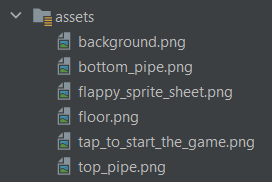 assets
background.png
bottom_pipe.png
flappy_sprite_sheet.png
floor.png
tap_to_start_the_game.png
top_pipe.png